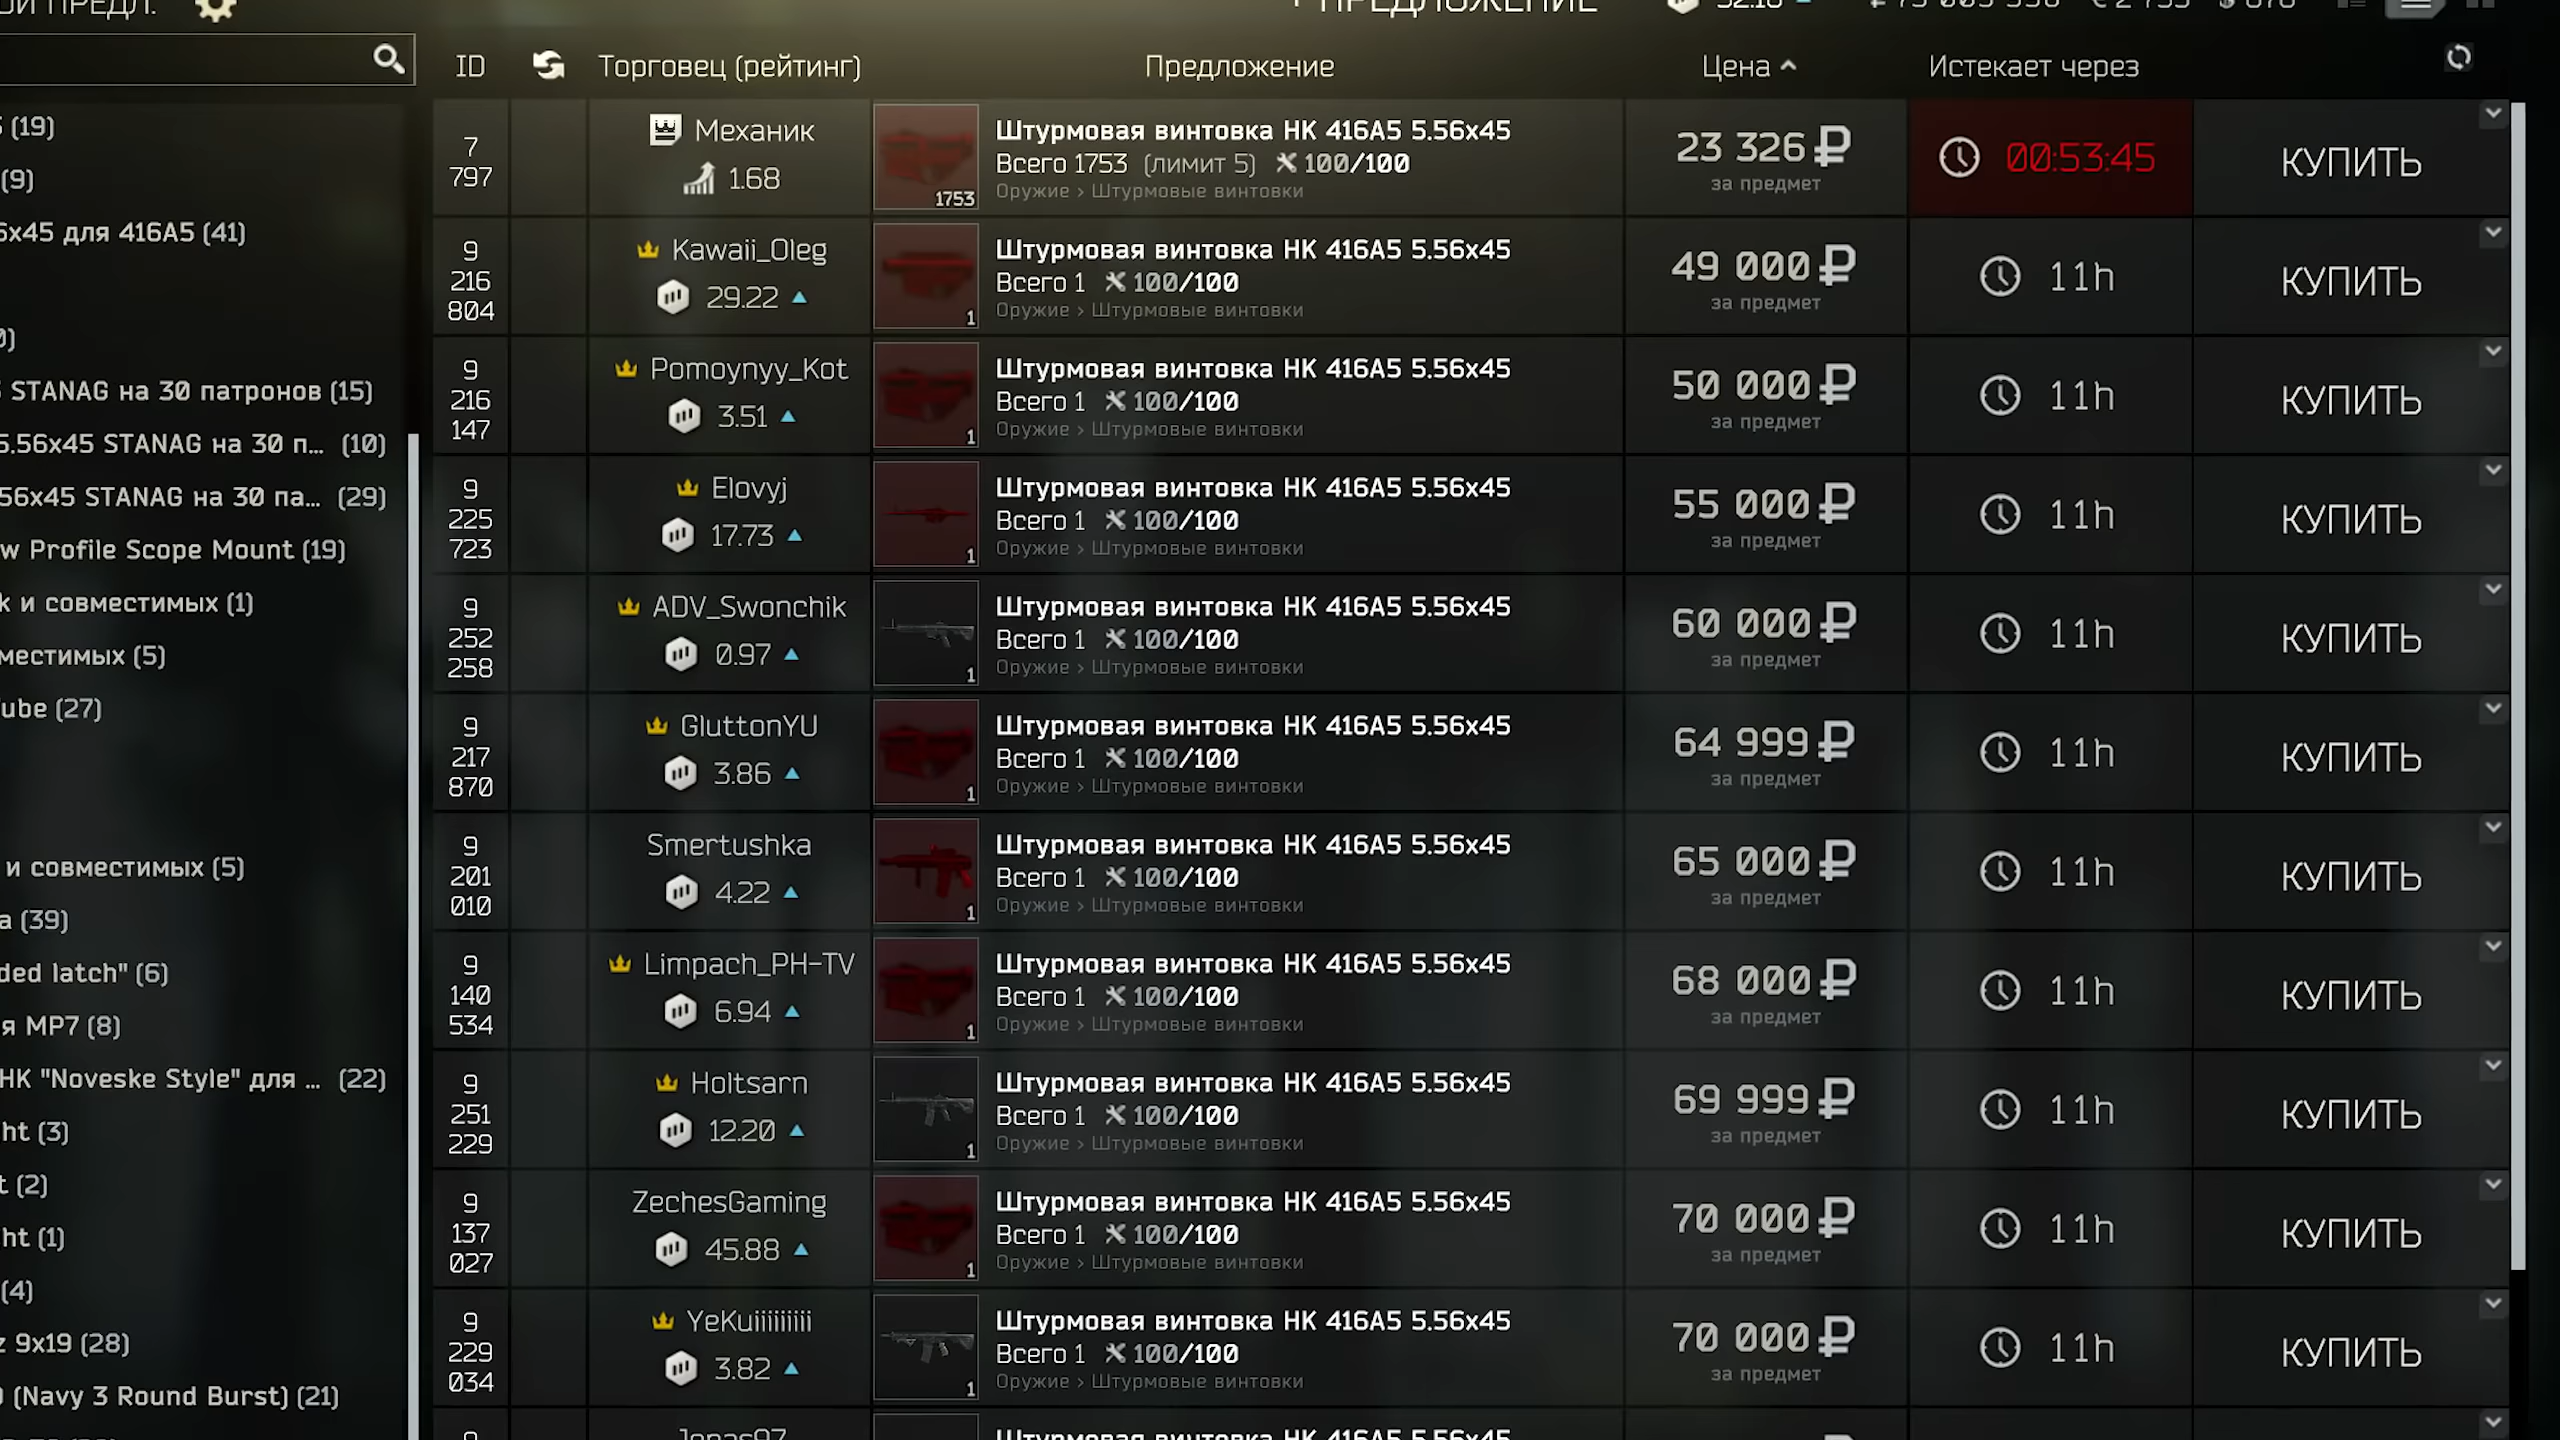 ПРЕДЛОЖЕНИЕ
ID Торговец (рейтинг) Предложение Цена Истекает через
(19)
(9)
6x45 для 416A5 (41)
STANAG на 30 патронов (15)
5.56x45 STANAG на 30 п... (10)
56x45 STANAG на 30 па... (29)
w Profile Scope Mount (19)
k и совместимых (1)
местимых (5)
ube (27)
и совместимых (5)
а (39)
ded latch" (6)
я MP7 (8)
HK "Noveske Style" для ... (22)
ht (3)
t (2)
ht (1)
(4)
z 9x19 (28)
(Navy 3 Round Burst) (21)
7
797
Механик
1.68
1753
Штурмовая винтовка HK 416A5 5.56x45
Всего 1753 (лимит 5) 100/100
Оружие › Штурмовые винтовки
23 326 ₽
за предмет
00:53:45
КУПИТЬ
9
216
804
Kawaii_Oleg
29.22
1
Штурмовая винтовка HK 416A5 5.56x45
Всего 1 100/100
Оружие › Штурмовые винтовки
49 000 ₽
за предмет
11h
КУПИТЬ
9
216
147
Pomoynyy_Kot
3.51
1
Штурмовая винтовка HK 416A5 5.56x45
Всего 1 100/100
Оружие › Штурмовые винтовки
50 000 ₽
за предмет
11h
КУПИТЬ
9
225
723
Elovyj
17.73
1
Штурмовая винтовка HK 416A5 5.56x45
Всего 1 100/100
Оружие › Штурмовые винтовки
55 000 ₽
за предмет
11h
КУПИТЬ
9
252
258
ADV_Swonchik
0.97
1
Штурмовая винтовка HK 416A5 5.56x45
Всего 1 100/100
Оружие › Штурмовые винтовки
60 000 ₽
за предмет
11h
КУПИТЬ
9
217
870
GluttonYU
3.86
1
Штурмовая винтовка HK 416A5 5.56x45
Всего 1 100/100
Оружие › Штурмовые винтовки
64 999 ₽
за предмет
11h
КУПИТЬ
9
201
010
Smertushka
4.22
1
Штурмовая винтовка HK 416A5 5.56x45
Всего 1 100/100
Оружие › Штурмовые винтовки
65 000 ₽
за предмет
11h
КУПИТЬ
9
140
534
Limpach_PH-TV
6.94
1
Штурмовая винтовка HK 416A5 5.56x45
Всего 1 100/100
Оружие › Штурмовые винтовки
68 000 ₽
за предмет
11h
КУПИТЬ
9
251
229
Holtsarn
12.20
1
Штурмовая винтовка HK 416A5 5.56x45
Всего 1 100/100
Оружие › Штурмовые винтовки
69 999 ₽
за предмет
11h
КУПИТЬ
9
137
027
ZechesGaming
45.88
1
Штурмовая винтовка HK 416A5 5.56x45
Всего 1 100/100
Оружие › Штурмовые винтовки
70 000 ₽
за предмет
11h
КУПИТЬ
9
229
034
YeKuiiiiiiiii
3.82
1
Штурмовая винтовка HK 416A5 5.56x45
Всего 1 100/100
Оружие › Штурмовые винтовки
70 000 ₽
за предмет
11h
КУПИТЬ
Штурмовая винтовка HK 416A5 5.56x45